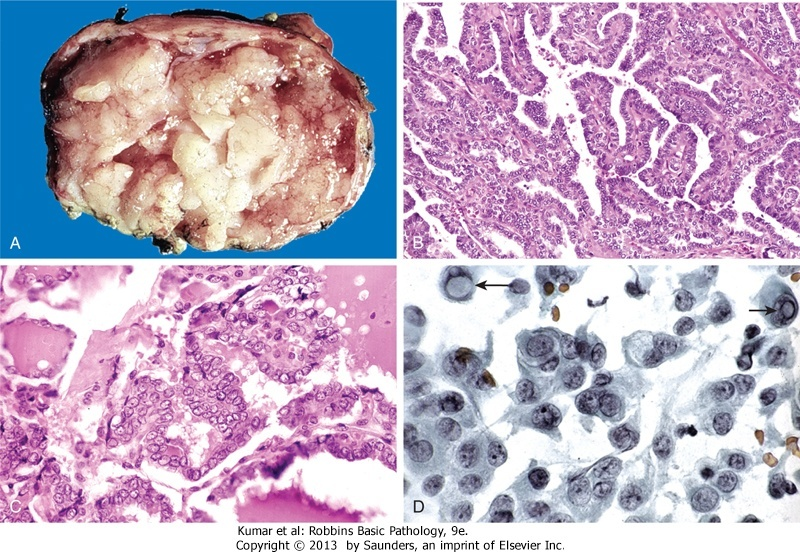 A
B
C
D
Kumar et al: Robbins Basic Pathology, 9e.
Copyright © 2013 by Saunders, an imprint of Elsevier Inc.